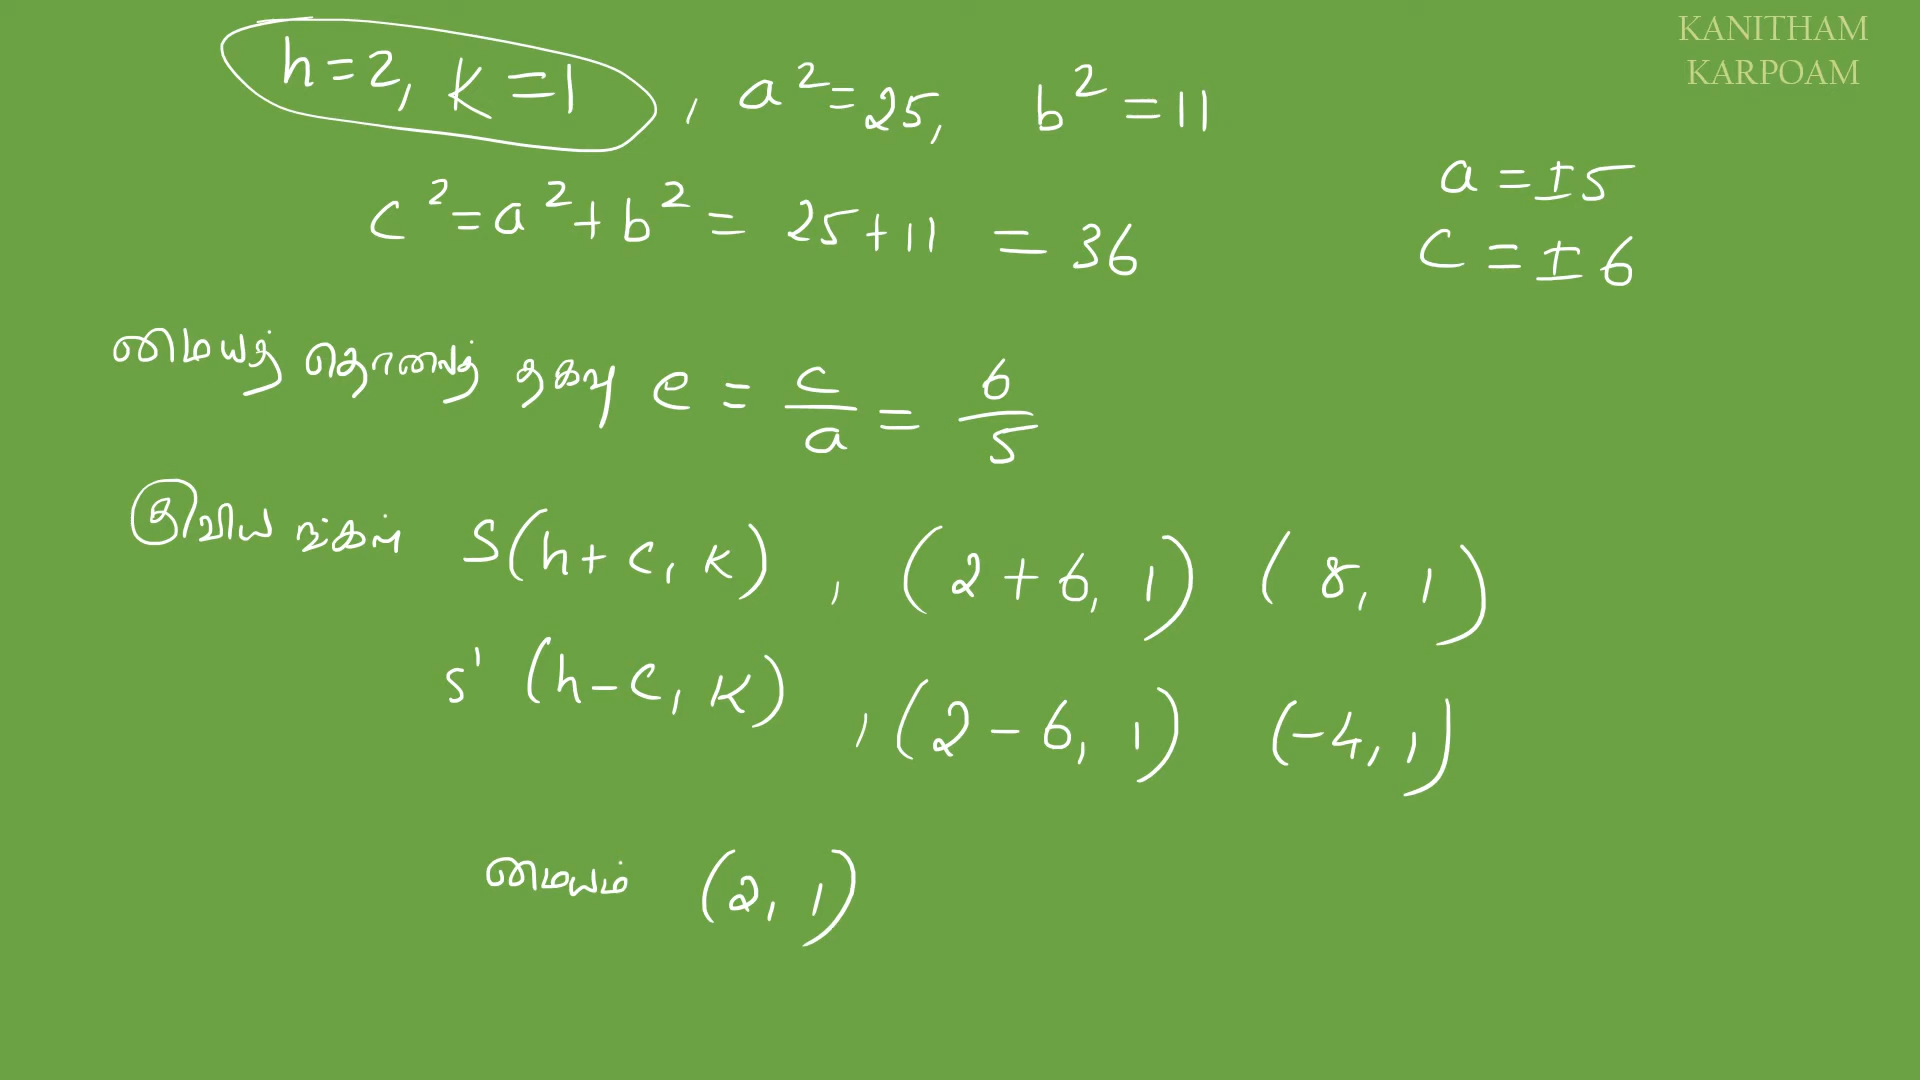 KANITHAM
KARPOAM
h=2, k=1, a²=25, b²=11
a=±5
c²=a²+b²=25+11=36
c=±6
மையத் தொலைத் தகவு e=c/a=6/5
குவியங்கள் S(h+c, k), (2+6, 1) (8, 1)
S' (h-c, k), (2-6, 1) (-4, 1)
மையம் (2, 1)